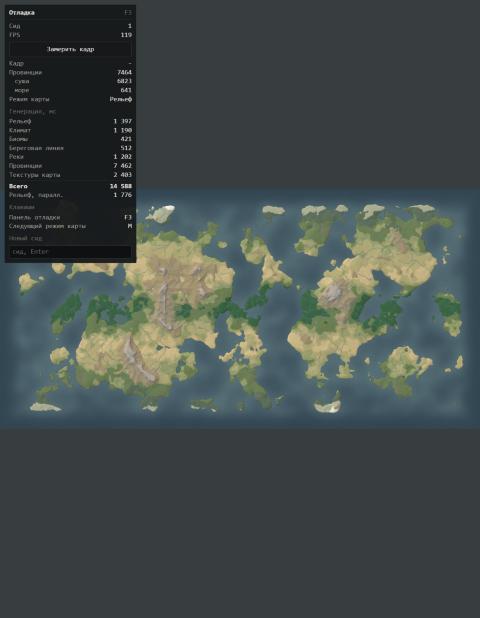 Отладка F3
Сид 1
FPS 119
Замерить кадр
Кадр –
Провинции 7464
суша 6823
море 641
Режим карты Рельеф
Генерация, мс
Рельеф 1 397
Климат 1 190
Биомы 421
Береговая линия 512
Реки 1 202
Провинции 7 462
Текстуры карты 2 403
Всего 14 588
Рельеф, паралл. 1 776
Клавиши
Панель отладки F3
Следующий режим карты M
Новый сид
сид, Enter